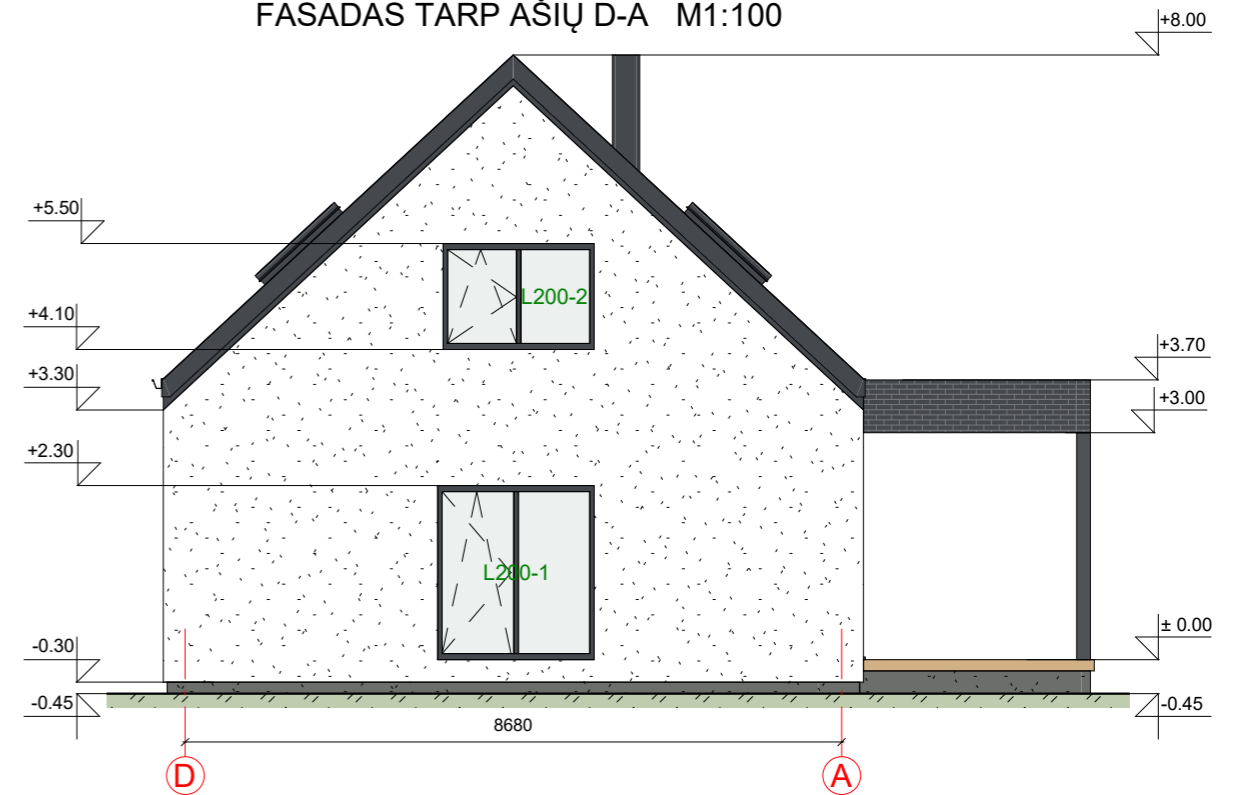 FASADAS TARP AŠIŲ D-A M1:100
+8.00
+5.50
L200-2
+4.10
+3.70
+3.30
+3.00
+2.30
L200-1
± 0.00
-0.30
-0.45
-0.45
8680
D
A